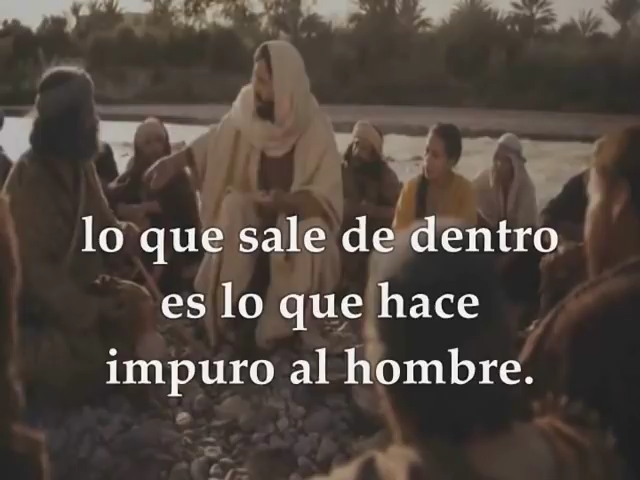 lo que sale de dentro
es lo que hace
impuro al hombre.